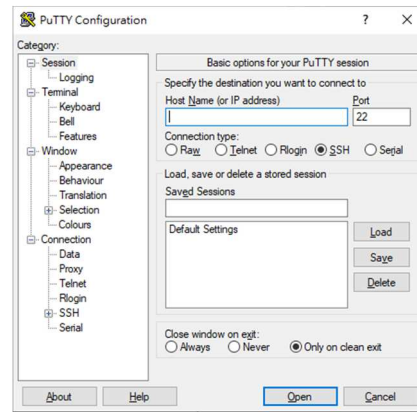 PuTTY Configuration
? ×
Category:
Session
Logging
Terminal
Keyboard
Bell
Features
Window
Appearance
Behaviour
Translation
Selection
Colours
Connection
Data
Proxy
Telnet
Rlogin
SSH
Serial
Basic options for your PuTTY session
Specify the destination you want to connect to
Host Name (or IP address) Port
22
Connection type:
Raw Telnet Rlogin SSH Serial
Load, save or delete a stored session
Saved Sessions
Default Settings
Load
Save
Delete
Close window on exit:
Always Never Only on clean exit
About Help Open Cancel